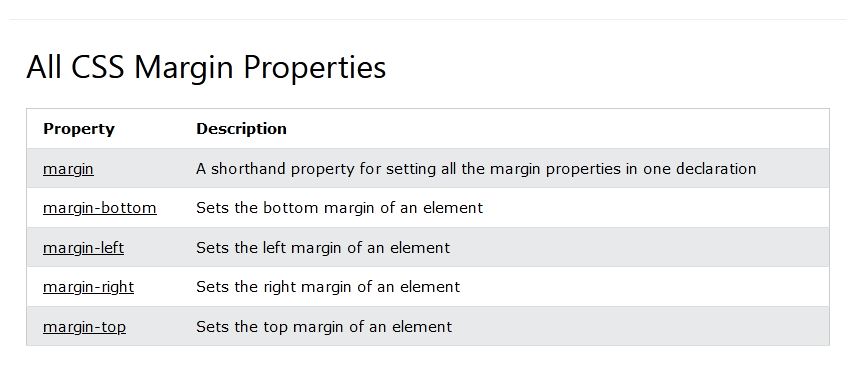 All CSS Margin Properties
Property Description
margin A shorthand property for setting all the margin properties in one declaration
margin-bottom Sets the bottom margin of an element
margin-left Sets the left margin of an element
margin-right Sets the right margin of an element
margin-top Sets the top margin of an element